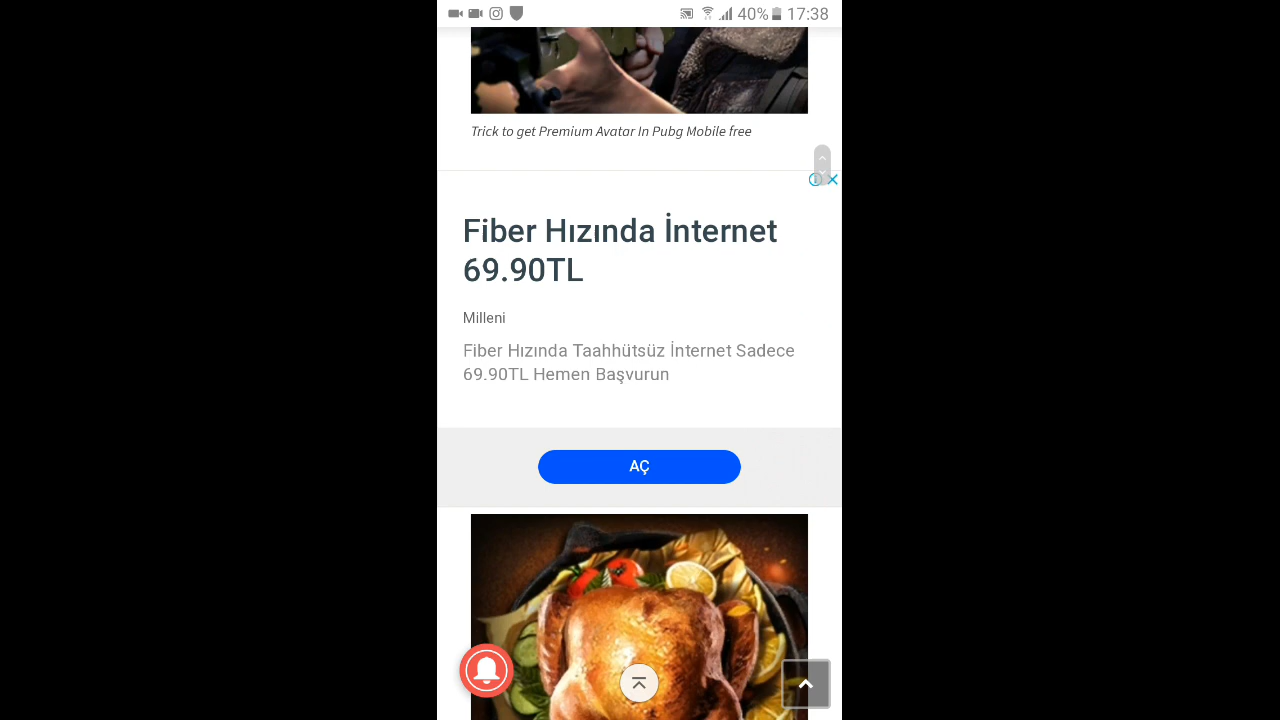 40% 17:38
Trick to get Premium Avatar In Pubg Mobile free
Fiber Hızında İnternet
69.90TL
Milleni
Fiber Hızında Taahhütsüz İnternet Sadece
69.90TL Hemen Başvurun
AÇ